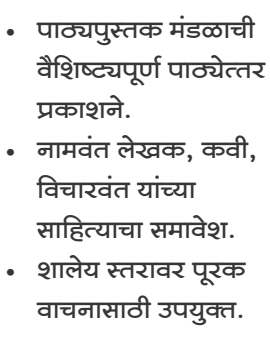 • पाठ्यपुस्तक मंडळाची
वैशिष्ट्यपूर्ण पाठ्येत्तर
प्रकाशने.
• नामवंत लेखक, कवी,
विचारवंत यांच्या
साहित्याचा समावेश.
• शालेय स्तरावर पूरक
वाचनासाठी उपयुक्त.